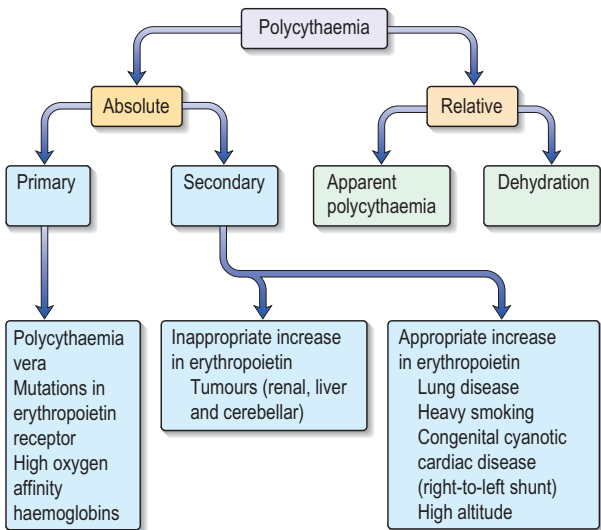 Polycythaemia
Absolute
Relative
Primary
Secondary
Apparent
polycythaemia
Dehydration
Polycythaemia
vera
Mutations in
erythropoietin
receptor
High oxygen
affinity
haemoglobins
Inappropriate increase
in erythropoietin
Tumours (renal, liver
and cerebellar)
Appropriate increase
in erythropoietin
Lung disease
Heavy smoking
Congenital cyanotic
cardiac disease
(right-to-left shunt)
High altitude